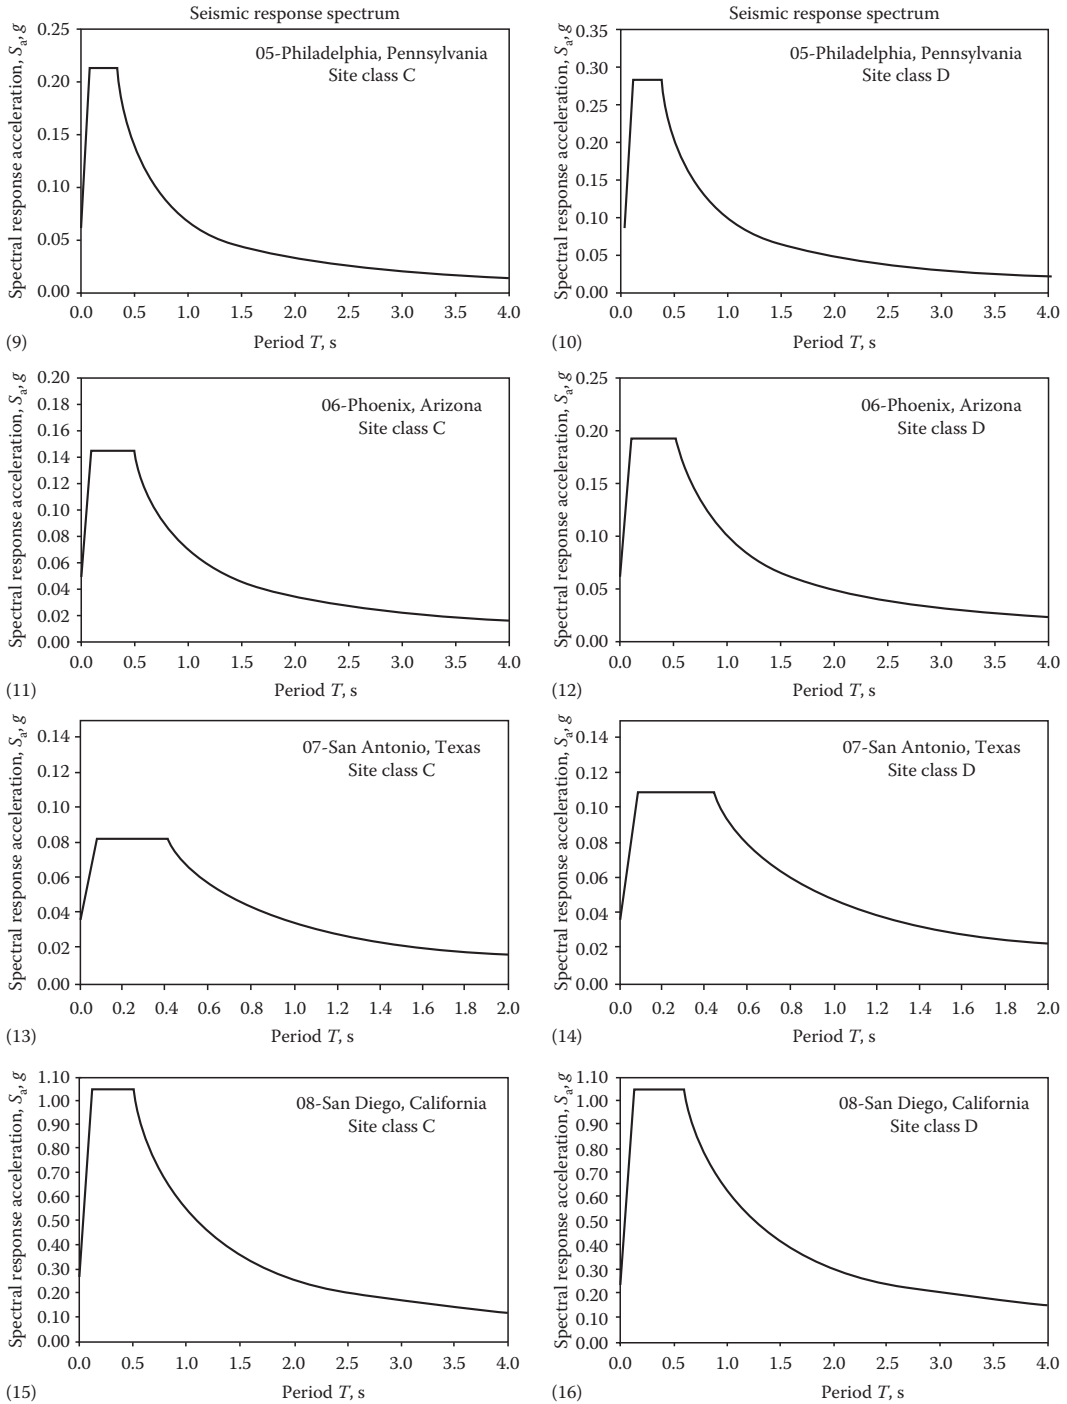 Seismic response spectrum
Spectral response acceleration, Sa, g
0.25
0.20
0.15
0.10
0.05
0.00
05-Philadelphia, Pennsylvania
Site class C
0.0 0.5 1.0 1.5 2.0 2.5 3.0 3.5 4.0
(9)
Period T, s
Seismic response spectrum
Spectral response acceleration, Sa, g
0.35
0.30
0.25
0.20
0.15
0.10
0.05
0.00
05-Philadelphia, Pennsylvania
Site class D
0.0 0.5 1.0 1.5 2.0 2.5 3.0 3.5 4.0
(10)
Period T, s
Spectral response acceleration, Sa, g
0.20
0.18
0.16
0.14
0.12
0.10
0.08
0.06
0.04
0.02
0.00
06-Phoenix, Arizona
Site class C
0.0 0.5 1.0 1.5 2.0 2.5 3.0 3.5 4.0
(11)
Period T, s
Spectral response acceleration, Sa, g
0.25
0.20
0.15
0.10
0.05
0.00
06-Phoenix, Arizona
Site class D
0.0 0.5 1.0 1.5 2.0 2.5 3.0 3.5 4.0
(12)
Period T, s
Spectral response acceleration, Sa, g
0.14
0.12
0.10
0.08
0.06
0.04
0.02
0.00
07-San Antonio, Texas
Site class C
0.0 0.2 0.4 0.6 0.8 1.0 1.2 1.4 1.6 1.8 2.0
(13)
Period T, s
Spectral response acceleration, Sa, g
0.14
0.12
0.10
0.08
0.06
0.04
0.02
0.00
07-San Antonio, Texas
Site class D
0.0 0.2 0.4 0.6 0.8 1.0 1.2 1.4 1.6 1.8 2.0
(14)
Period T, s
Spectral response acceleration, Sa, g
1.10
1.00
0.90
0.80
0.70
0.60
0.50
0.40
0.30
0.20
0.10
0.00
08-San Diego, California
Site class C
0.0 0.5 1.0 1.5 2.0 2.5 3.0 3.5 4.0
(15)
Period T, s
Spectral response acceleration, Sa, g
1.10
1.00
0.90
0.80
0.70
0.60
0.50
0.40
0.30
0.20
0.10
0.00
08-San Diego, California
Site class D
0.0 0.5 1.0 1.5 2.0 2.5 3.0 3.5 4.0
(16)
Period T, s